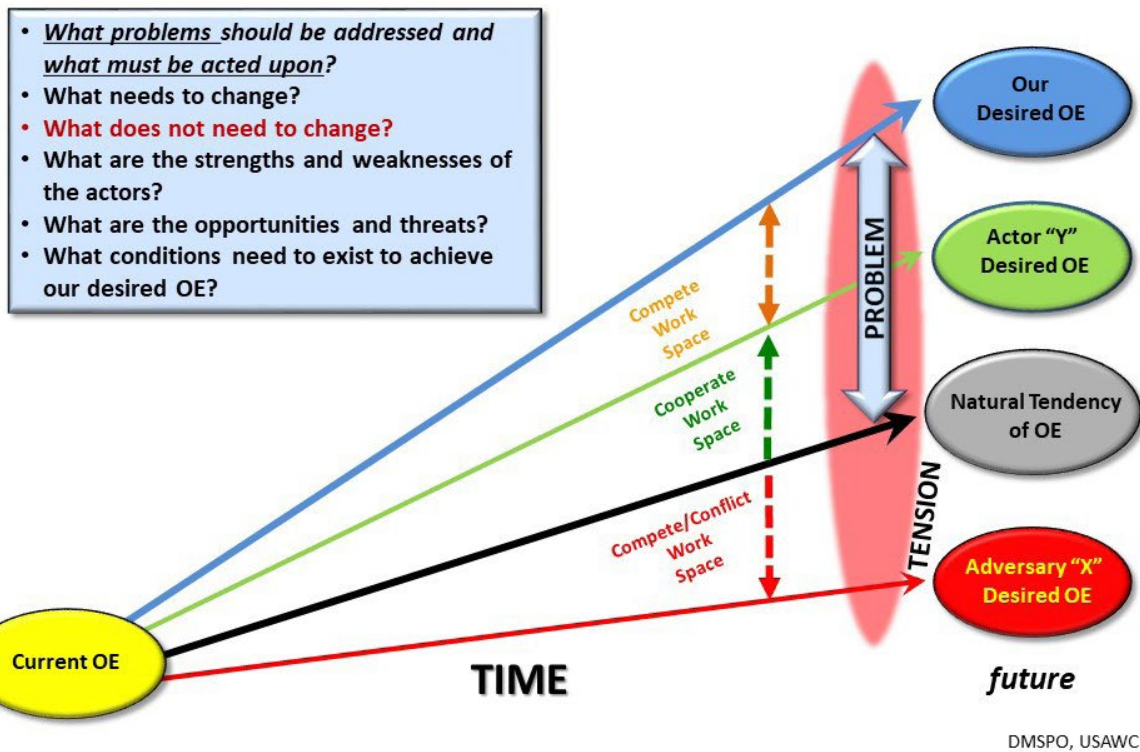 • What problems should be addressed and
what must be acted upon?
• What needs to change?
• What does not need to change?
• What are the strengths and weaknesses of
the actors?
• What are the opportunities and threats?
• What conditions need to exist to achieve
our desired OE?
Our
Desired OE
Actor “Y”
Desired OE
Natural Tendency
of OE
Adversary “X”
Desired OE
PROBLEM
TENSION
Compete
Work
Space
Cooperate
Work
Space
Compete/Conflict
Work
Space
Current OE
TIME
future
DMSPO, USAWC